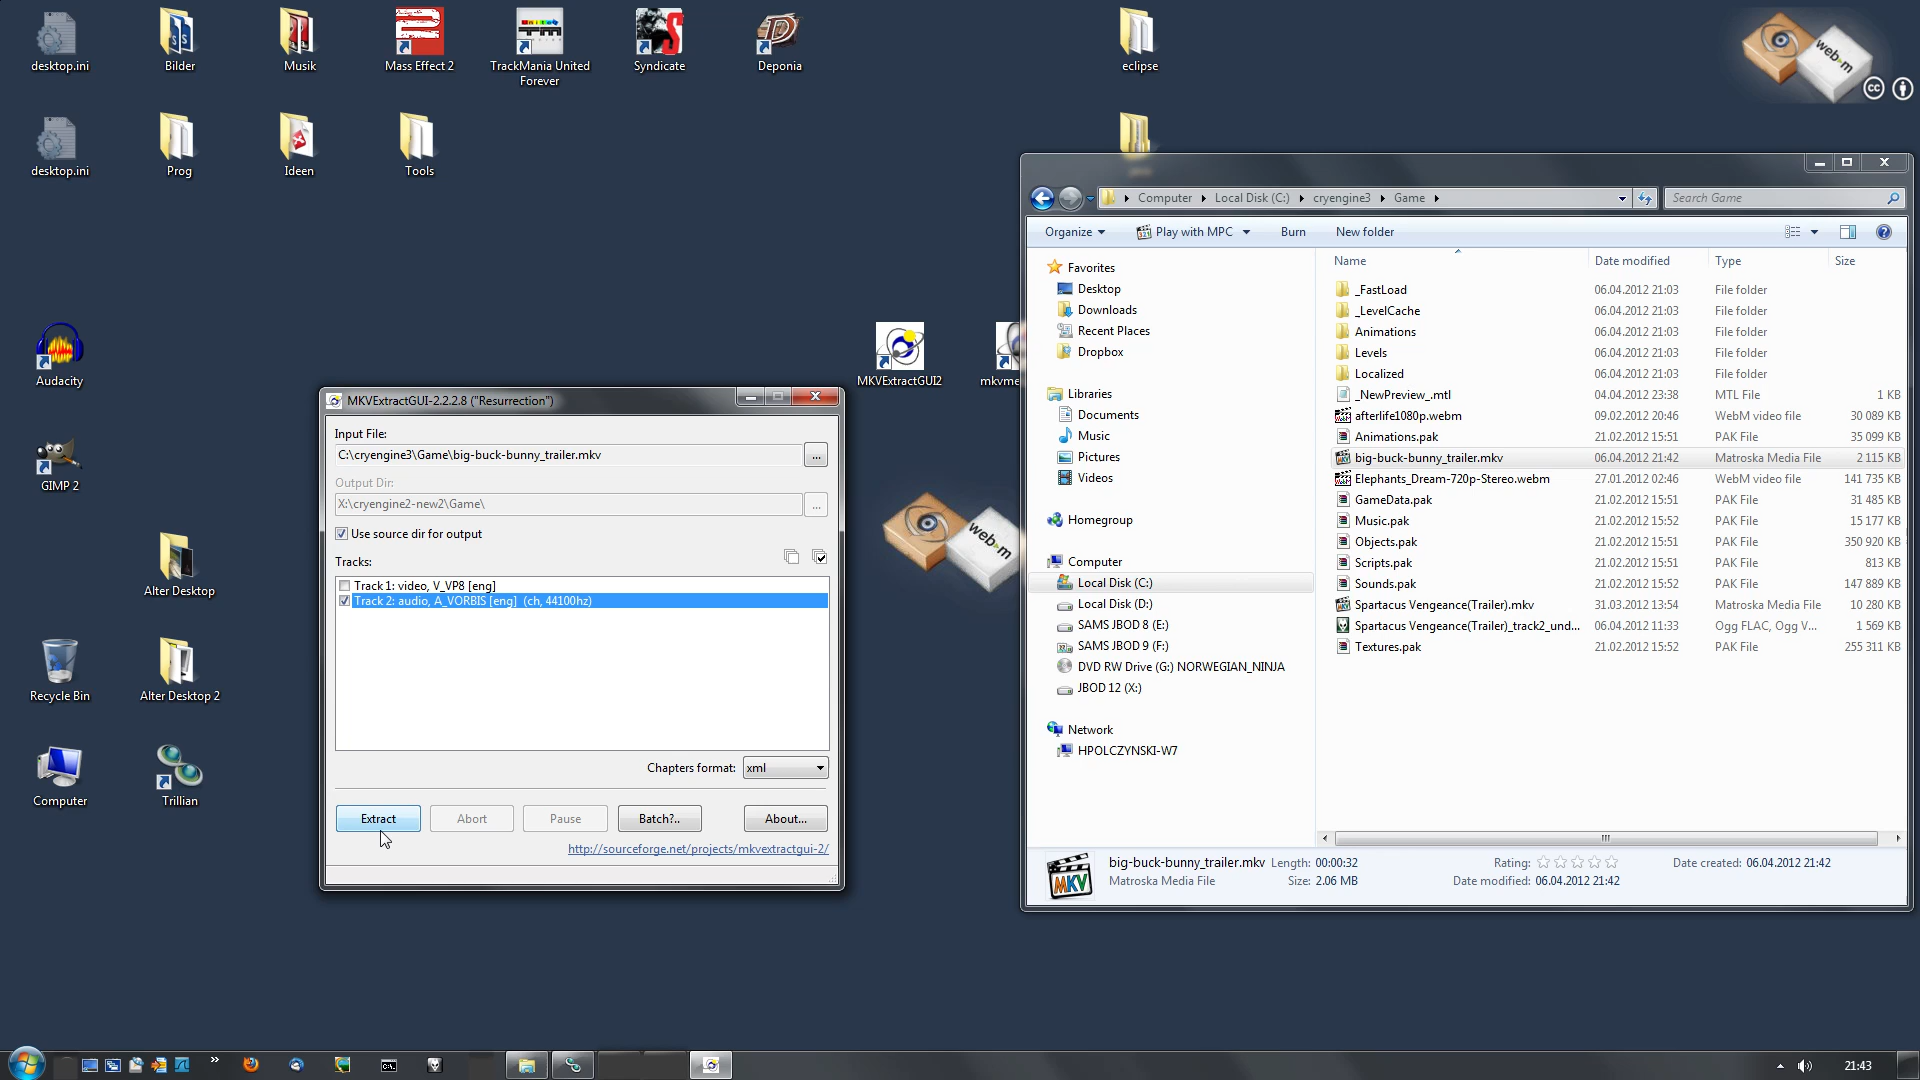 desktop.ini
Bilder
Musik
Mass Effect 2
TrackMania United
Forever
Syndicate
Deponia
eclipse
web·m
cc
desktop.ini
Prog
Ideen
Tools
Audacity
GIMP 2
Alter Desktop
Recycle Bin
Alter Desktop 2
Computer
Trillian
MKVExtractGUI2
mkvme
web·m
MKVExtractGUI-2.2.2.8 ("Resurrection")
Input File:
C:\cryengine3\Game\big-buck-bunny_trailer.mkv
...
Output Dir:
X:\cryengine2-new2\Game\
...
Use source dir for output
Tracks:
Track 1: video, V_VP8 [eng]
Track 2: audio, A_VORBIS [eng] (ch, 44100hz)
Chapters format: xml
Extract
Abort
Pause
Batch?..
About...
http://sourceforge.net/projects/mkvextractgui-2/
Computer
Local Disk (C:)
cryengine3
Game
Search Game
Organize
Play with MPC
Burn
New folder
Favorites
Desktop
Downloads
Recent Places
Dropbox
Libraries
Documents
Music
Pictures
Videos
Homegroup
Computer
Local Disk (C:)
Local Disk (D:)
SAMS JBOD 8 (E:)
SAMS JBOD 9 (F:)
DVD RW Drive (G:) NORWEGIAN_NINJA
JBOD 12 (X:)
Network
HPOLCZYNSKI-W7
Name Date modified Type Size
_FastLoad 06.04.2012 21:03 File folder
_LevelCache 06.04.2012 21:03 File folder
Animations 06.04.2012 21:03 File folder
Levels 06.04.2012 21:03 File folder
Localized 06.04.2012 21:03 File folder
_NewPreview_.mtl 04.04.2012 23:38 MTL File 1 KB
afterlife1080p.webm 09.02.2012 20:46 WebM video file 30 089 KB
Animations.pak 21.02.2012 15:51 PAK File 35 099 KB
big-buck-bunny_trailer.mkv 06.04.2012 21:42 Matroska Media File 2 115 KB
Elephants_Dream-720p-Stereo.webm 27.01.2012 02:46 WebM video file 141 735 KB
GameData.pak 21.02.2012 15:51 PAK File 31 485 KB
Music.pak 21.02.2012 15:52 PAK File 15 177 KB
Objects.pak 21.02.2012 15:51 PAK File 350 920 KB
Scripts.pak 21.02.2012 15:51 PAK File 813 KB
Sounds.pak 21.02.2012 15:52 PAK File 147 889 KB
Spartacus Vengeance(Trailer).mkv 31.03.2012 13:54 Matroska Media File 10 280 KB
Spartacus Vengeance(Trailer)_track2_und... 06.04.2012 11:33 Ogg FLAC, Ogg V... 1 569 KB
Textures.pak 21.02.2012 15:52 PAK File 255 311 KB
MKV
big-buck-bunny_trailer.mkv Length: 00:00:32 Rating: Date created: 06.04.2012 21:42
Matroska Media File Size: 2.06 MB Date modified: 06.04.2012 21:42
21:43